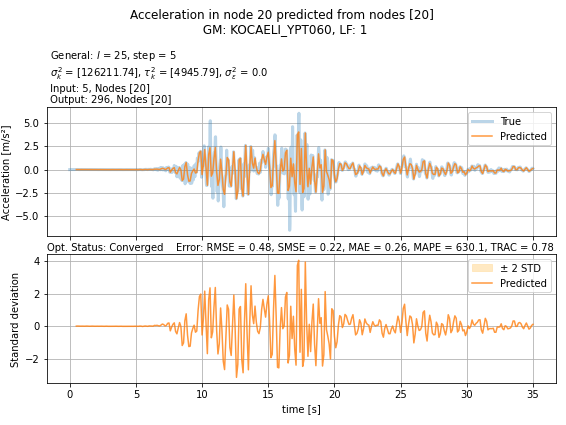 Acceleration in node 20 predicted from nodes [20]
GM: KOCAELI_YPT060, LF: 1
General: l = 25, step = 5
σ²ₖ = [126211.74], τ²ₖ = [4945.79], σ²ε = 0.0
Input: 5, Nodes [20]
Output: 296, Nodes [20]
Acceleration [m/s²]
5.0
2.5
0.0
−2.5
−5.0
True
Predicted
Opt. Status: Converged Error: RMSE = 0.48, SMSE = 0.22, MAE = 0.26, MAPE = 630.1, TRAC = 0.78
Standard deviation
4
2
0
−2
± 2 STD
Predicted
0 5 10 15 20 25 30 35
time [s]